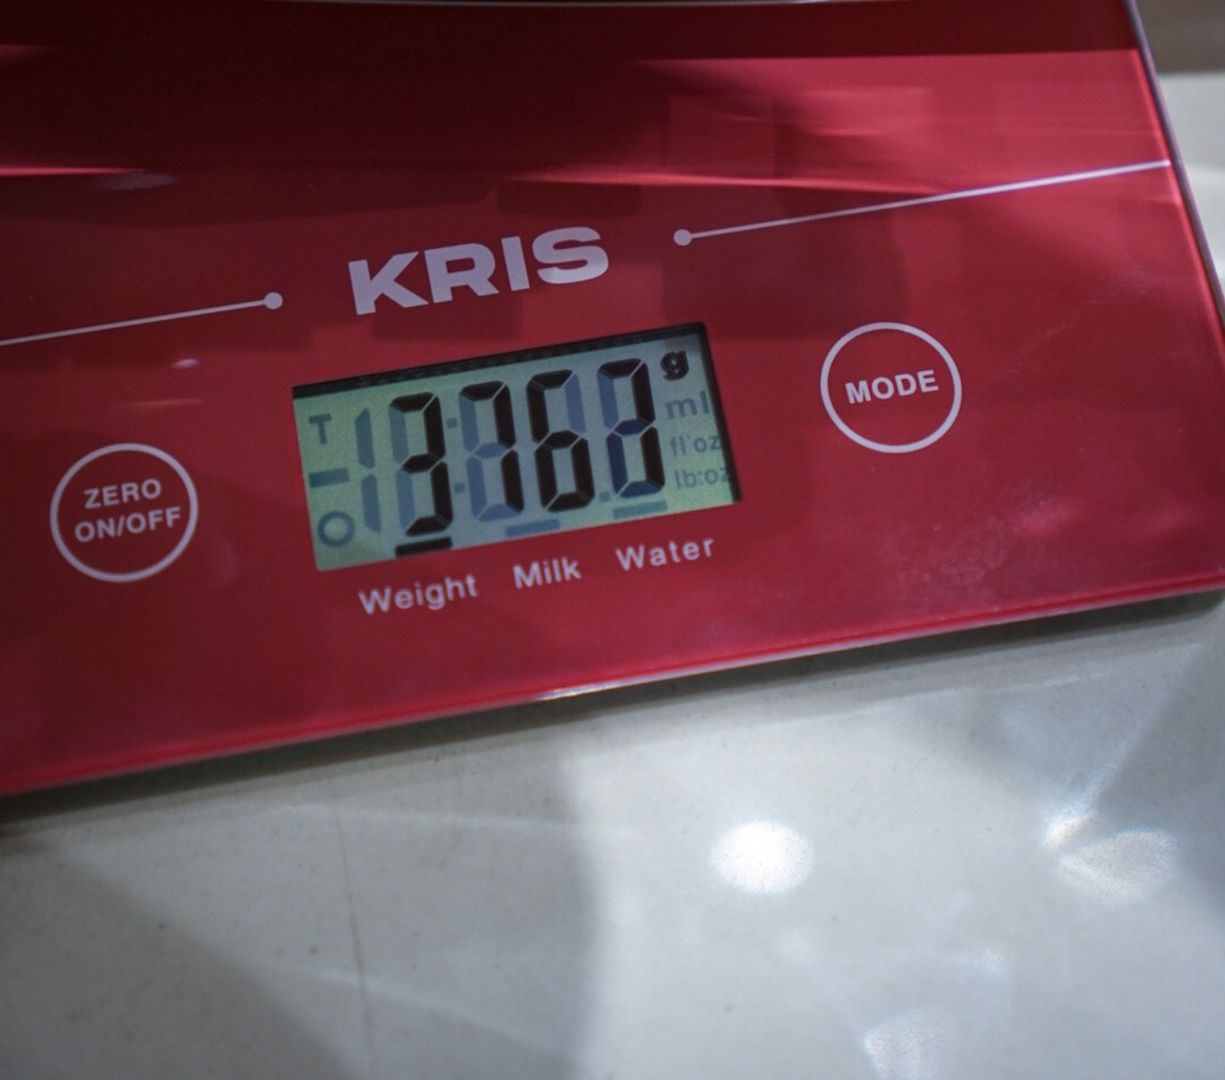 KRIS
MODE
ZERO
ON/OFF
g
T
ml
fl'oz
lb:oz
Weight Milk Water